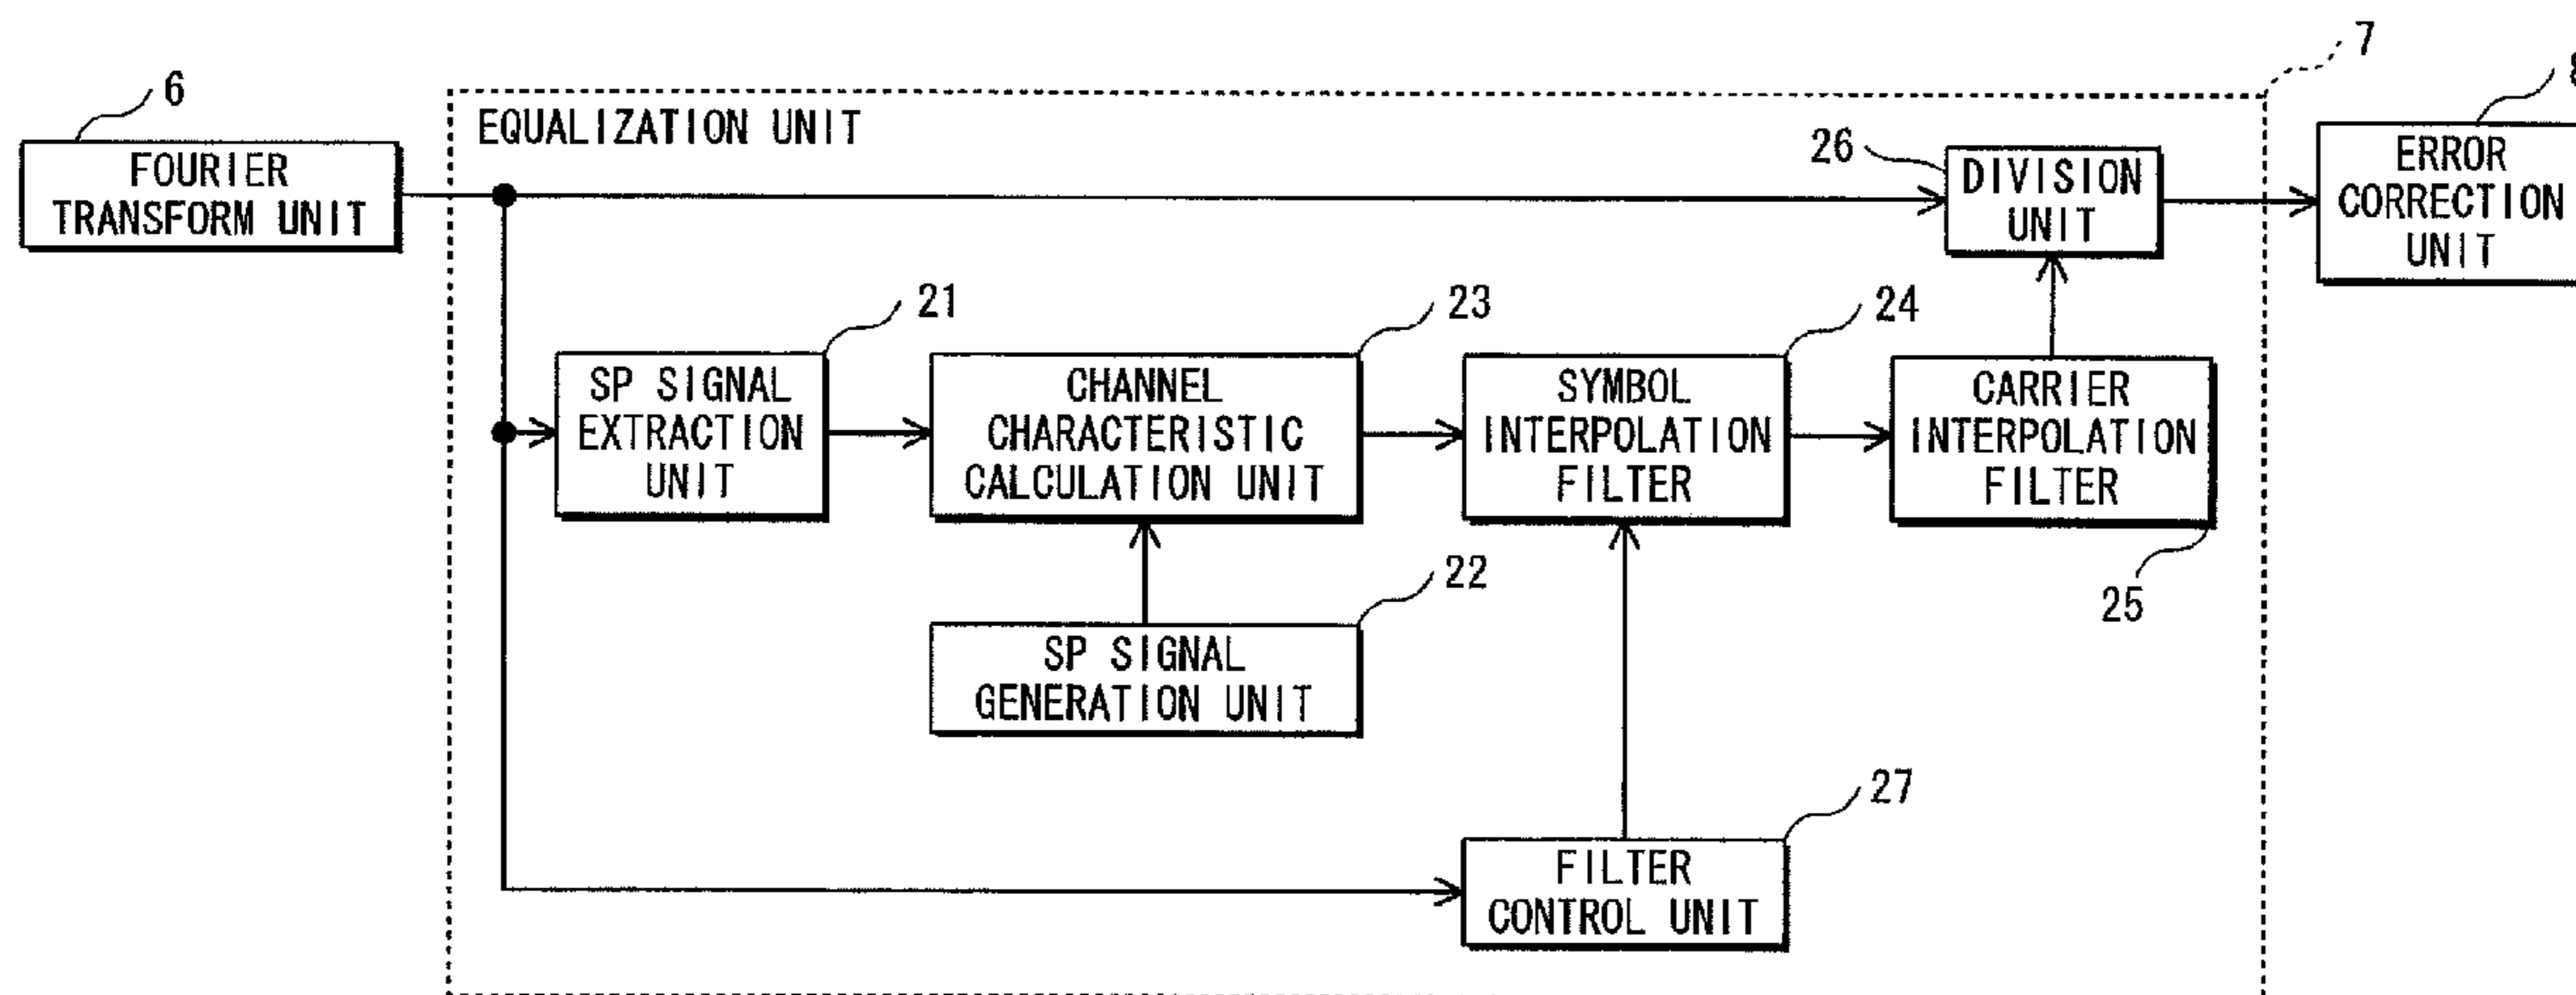 7
8
6
EQUALIZATION UNIT
FOURIER
TRANSFORM UNIT
26
DIVISION
UNIT
ERROR
CORRECTION
UNIT
21
23
24
SP SIGNAL
EXTRACTION
UNIT
CHANNEL
CHARACTERISTIC
CALCULATION UNIT
SYMBOL
INTERPOLATION
FILTER
CARRIER
INTERPOLATION
FILTER
22
25
SP SIGNAL
GENERATION UNIT
27
FILTER
CONTROL UNIT